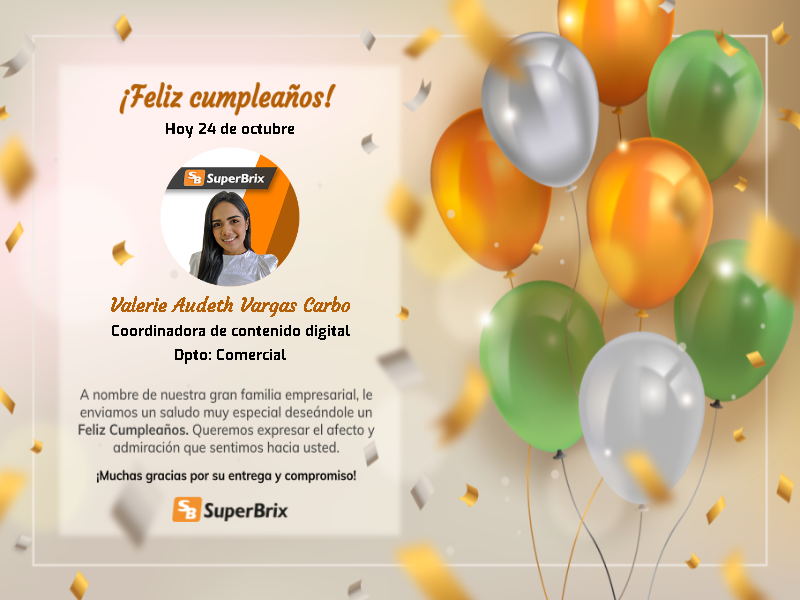 ¡Feliz cumpleaños!
Hoy 24 de octubre
SB SuperBrix
Valerie Audeth Vargas Carbo
Coordinadora de contenido digital
Dpto: Comercial
A nombre de nuestra gran familia empresarial, le
enviamos un saludo muy especial deseándole un
Feliz Cumpleaños. Queremos expresar el afecto y
admiración que sentimos hacia usted.
¡Muchas gracias por su entrega y compromiso!
SB SuperBrix